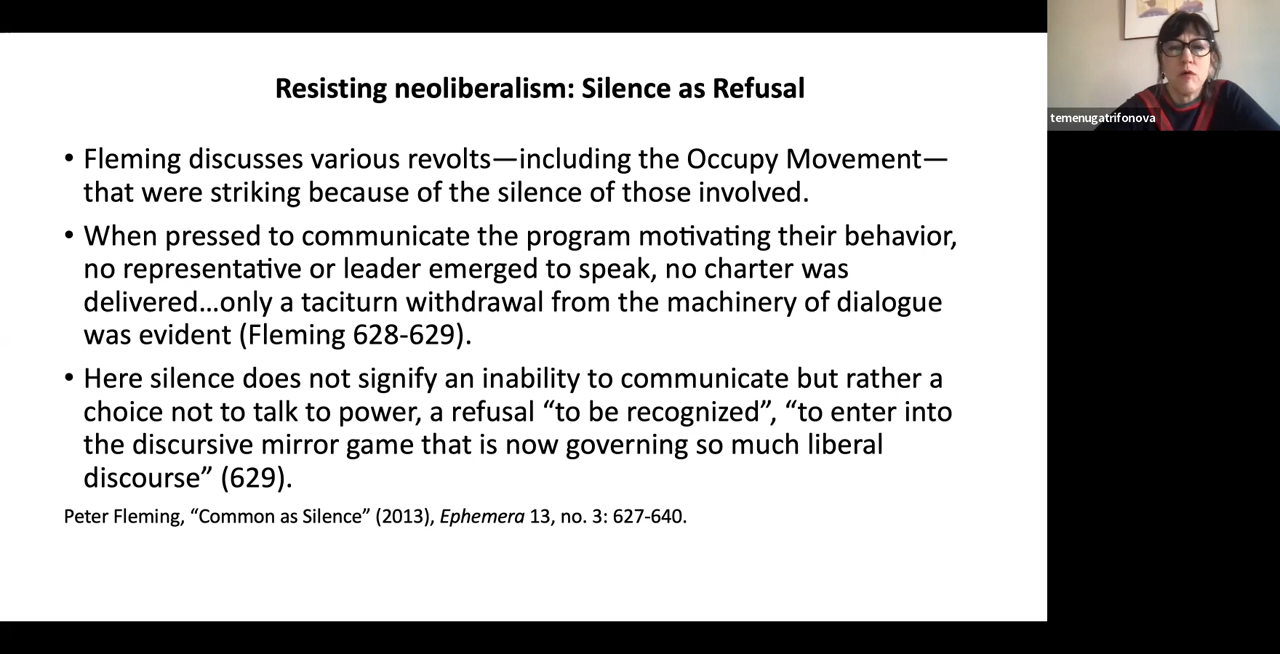 Resisting neoliberalism: Silence as Refusal
• Fleming discusses various revolts—including the Occupy Movement—
that were striking because of the silence of those involved.
• When pressed to communicate the program motivating their behavior,
no representative or leader emerged to speak, no charter was
delivered…only a taciturn withdrawal from the machinery of dialogue
was evident (Fleming 628-629).
• Here silence does not signify an inability to communicate but rather a
choice not to talk to power, a refusal “to be recognized”, “to enter into
the discursive mirror game that is now governing so much liberal
discourse” (629).
Peter Fleming, “Common as Silence” (2013), Ephemera 13, no. 3: 627-640.
temenugatrifonova